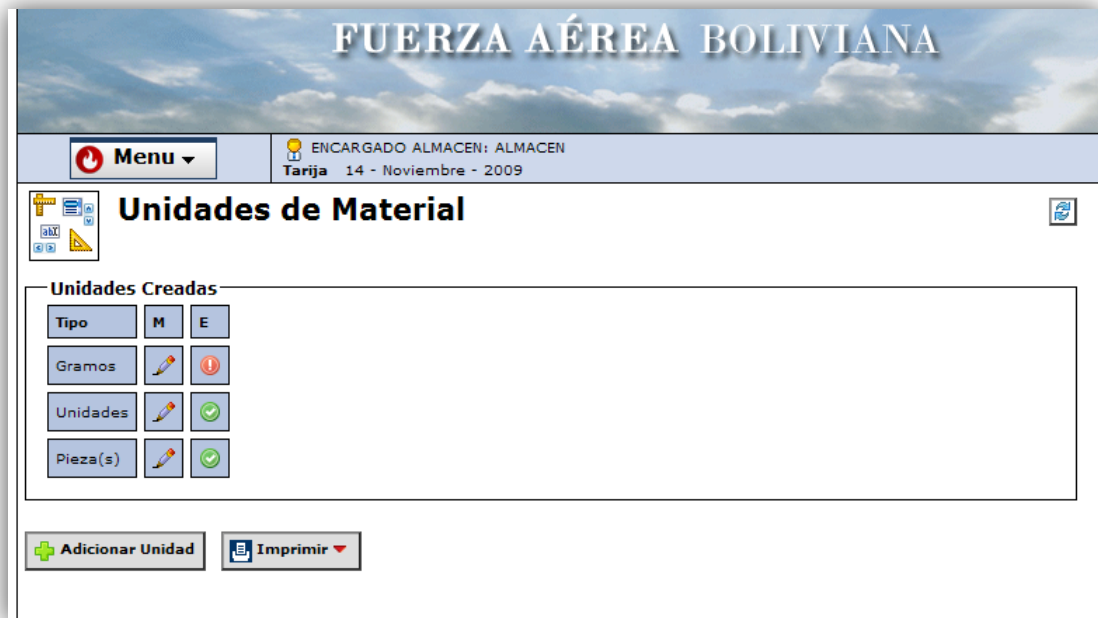 FUERZA AÉREA BOLIVIANA
Menu
ENCARGADO ALMACEN: ALMACEN
Tarija 14 - Noviembre - 2009
abX
Unidades de Material
Unidades Creadas
Tipo M E
Gramos
Unidades
Pieza(s)
Adicionar Unidad Imprimir